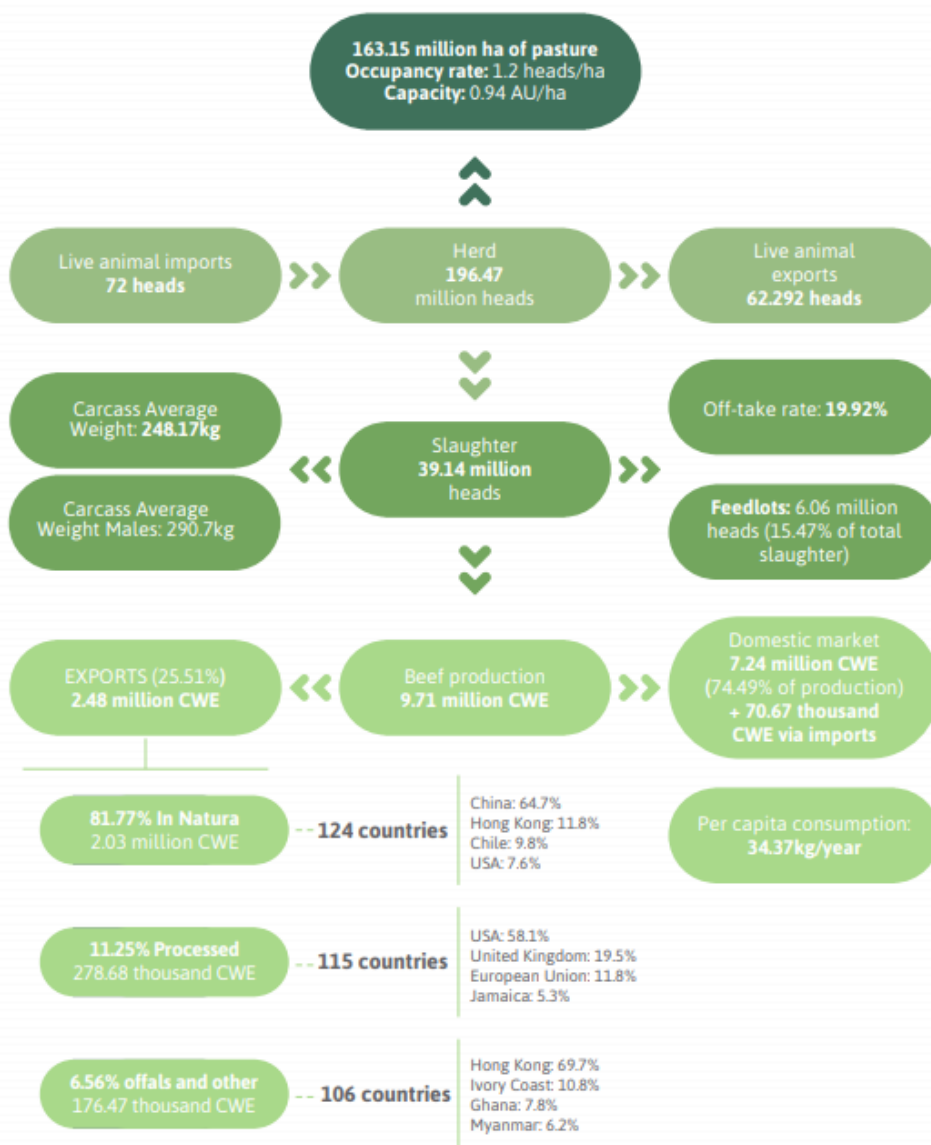 163.15 million ha of pasture
Occupancy rate: 1.2 heads/ha
Capacity: 0.94 AU/ha
Live animal imports
72 heads
Herd
196.47
million heads
Live animal
exports
62.292 heads
Carcass Average
Weight: 248.17kg
Carcass Average
Weight Males: 290.7kg
Slaughter
39.14 million
heads
Off-take rate: 19.92%
Feedlots: 6.06 million
heads (15.47% of total
slaughter)
EXPORTS (25.51%)
2.48 million CWE
Beef production
9.71 million CWE
Domestic market
7.24 million CWE
(74.49% of production)
+ 70.67 thousand
CWE via imports
81.77% In Natura
2.03 million CWE
124 countries
China: 64.7%
Hong Kong: 11.8%
Chile: 9.8%
USA: 7.6%
Per capita consumption:
34.37kg/year
11.25% Processed
278.68 thousand CWE
115 countries
USA: 58.1%
United Kingdom: 19.5%
European Union: 11.8%
Jamaica: 5.3%
6.56% offals and other
176.47 thousand CWE
106 countries
Hong Kong: 69.7%
Ivory Coast: 10.8%
Ghana: 7.8%
Myanmar: 6.2%